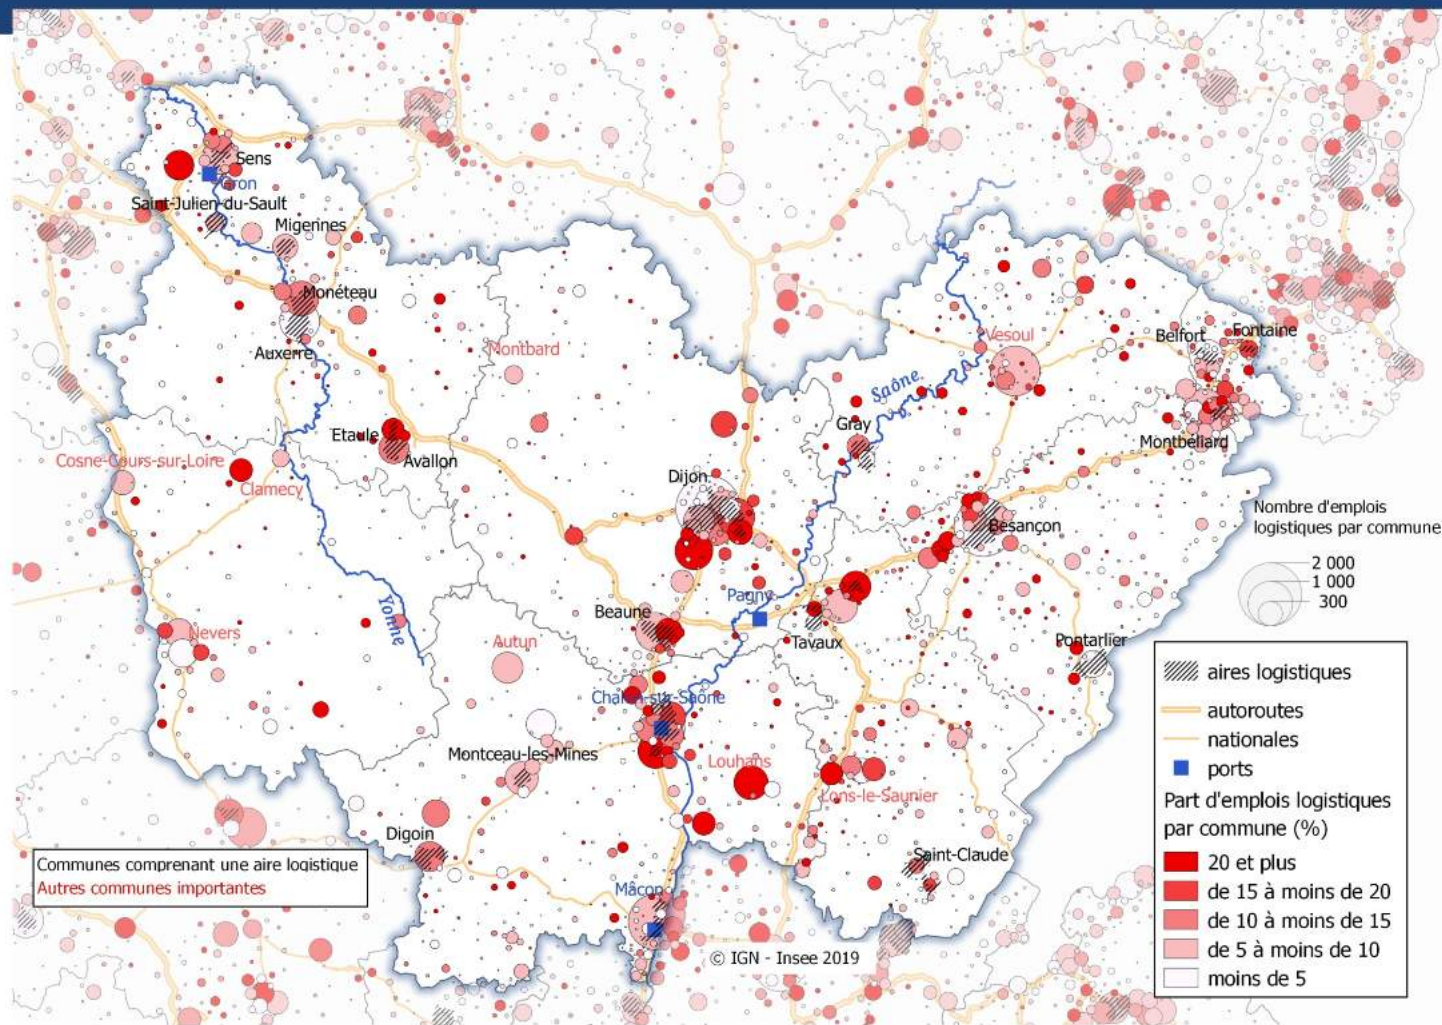 Sens
Gron
Saint-Julien-du-Sault
Migennes
Monéteau
Auxerre
Montbard
Vesoul
Belfort
Fontaine
Saône
Etaule
Avallon
Gray
Montbéliard
Cosne-Cours-sur-Loire
Clamecy
Dijon
Besançon
Nombre d'emplois
logistiques par commune
2 000
1 000
300
Yonne
Beaune
Pagny
Tavaux
Nevers
Autun
Pontarlier
Chalon-sur-Saône
Montceau-les-Mines
Louhans
Lons-le-Saunier
Digoin
Saint-Claude
Mâcon
aires logistiques
autoroutes
nationales
ports
Part d'emplois logistiques
par commune (%)
20 et plus
de 15 à moins de 20
de 10 à moins de 15
de 5 à moins de 10
moins de 5
Communes comprenant une aire logistique
Autres communes importantes
© IGN - Insee 2019